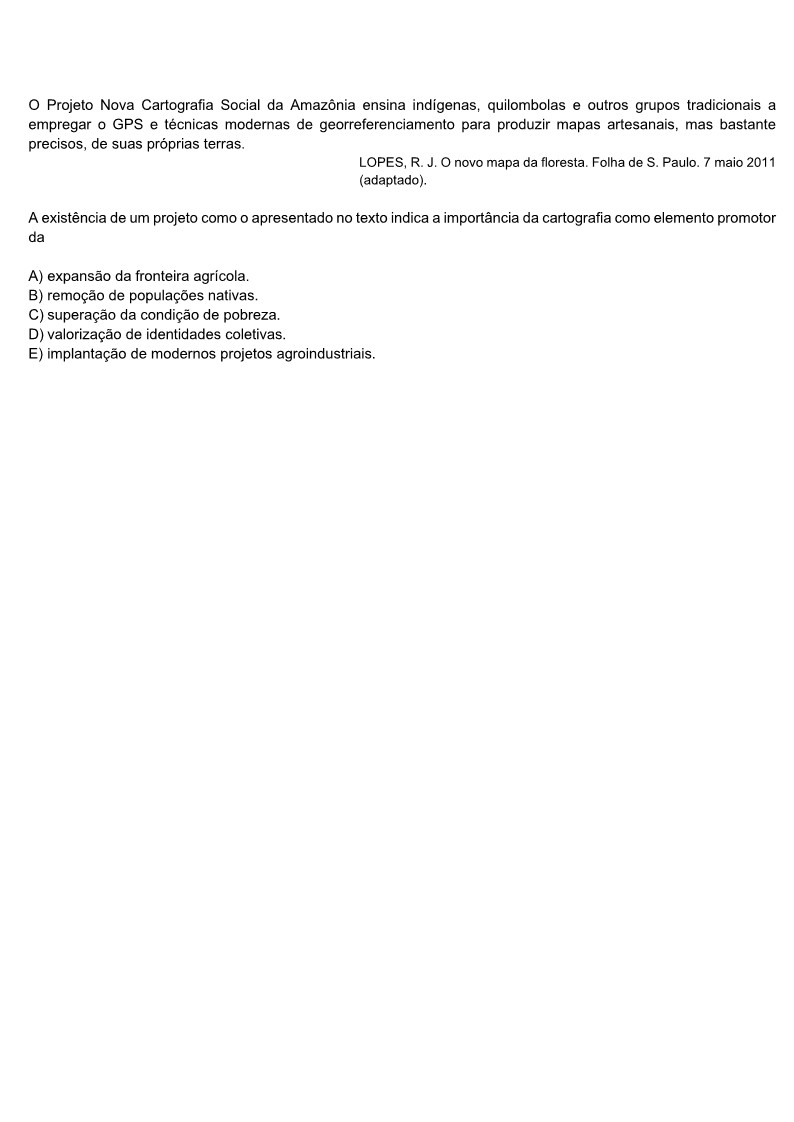 O Projeto Nova Cartografia Social da Amazônia ensina indígenas, quilombolas e outros grupos tradicionais a
empregar o GPS e técnicas modernas de georreferenciamento para produzir mapas artesanais, mas bastante
precisos, de suas próprias terras.
LOPES, R. J. O novo mapa da floresta. Folha de S. Paulo. 7 maio 2011
(adaptado).
A existência de um projeto como o apresentado no texto indica a importância da cartografia como elemento promotor
da
A) expansão da fronteira agrícola.
B) remoção de populações nativas.
C) superação da condição de pobreza.
D) valorização de identidades coletivas.
E) implantação de modernos projetos agroindustriais.